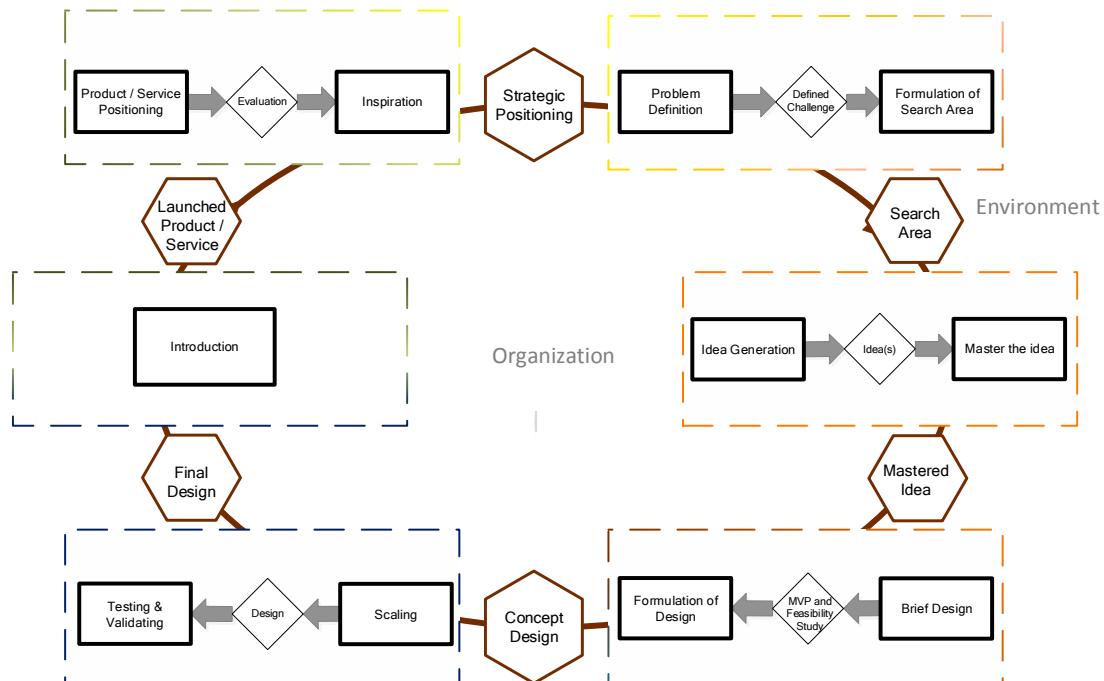 Product / Service
Positioning
Evaluation
Inspiration
Strategic
Positioning
Problem
Definition
Defined
Challenge
Formulation of
Search Area
Launched
Product /
Service
Search
Area
Environment
Introduction
Organization
Idea Generation
Idea(s)
Master the idea
Final
Design
Mastered
Idea
Testing &
Validating
Design
Scaling
Concept
Design
Formulation of
Design
MVP and
Feasibility
Study
Brief Design